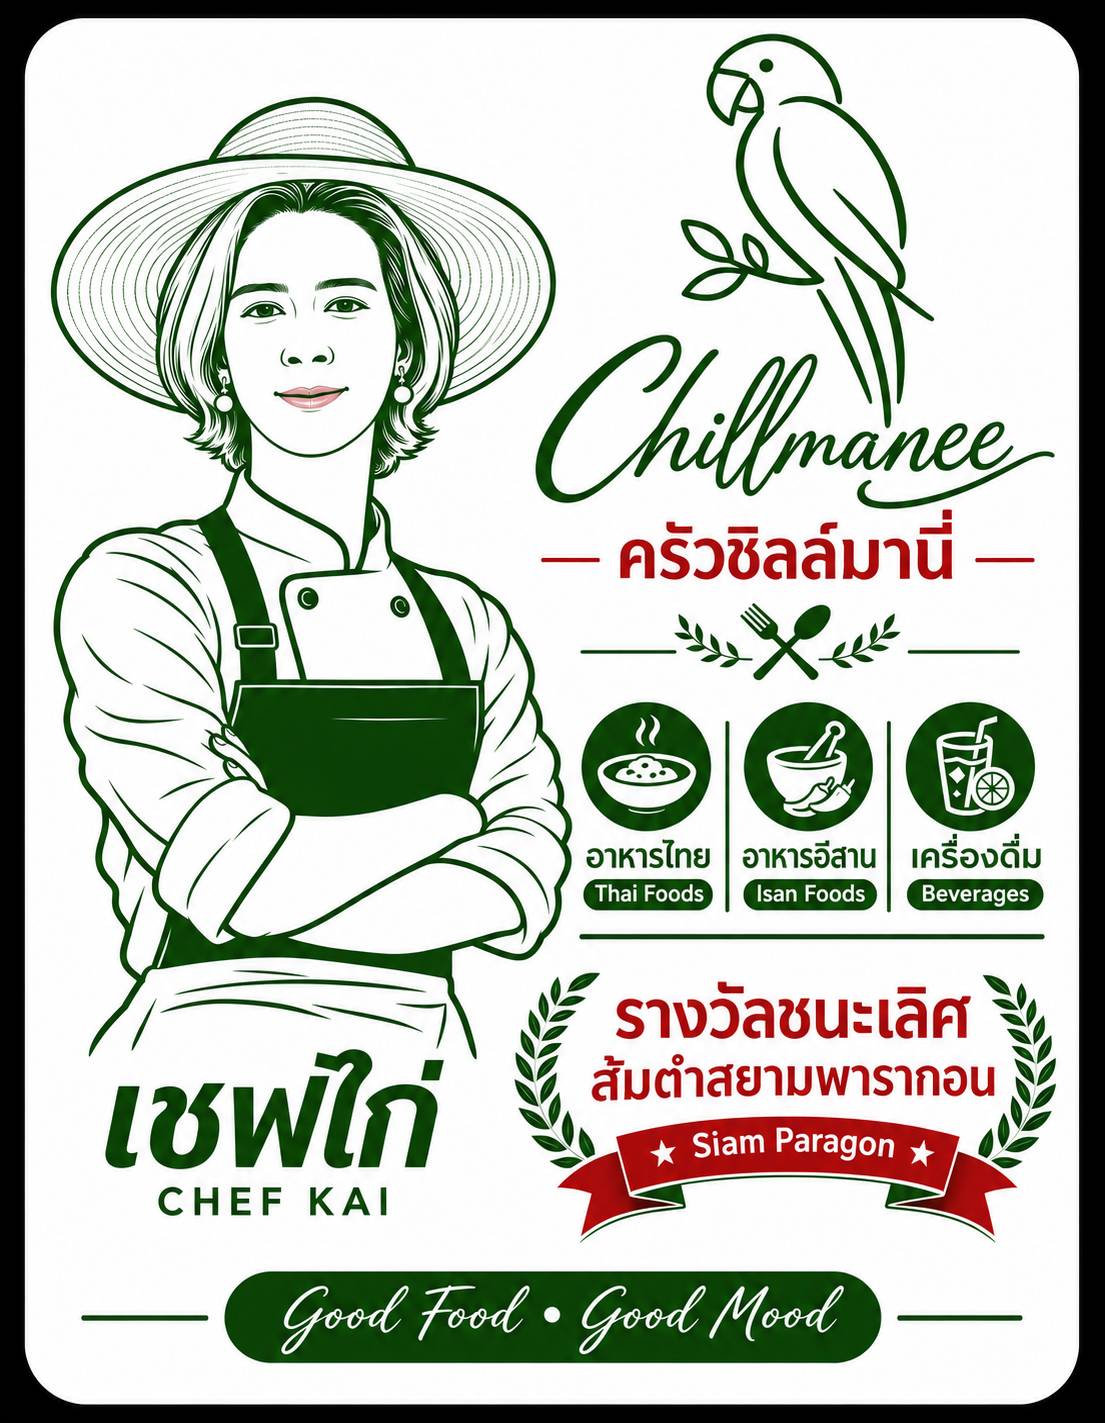 Chillmanee
ครัวชิลล์มานี่
อาหารไทย
Thai Foods
อาหารอีสาน
Isan Foods
เครื่องดื่ม
Beverages
รางวัลชนะเลิศ
ส้มตำสยามพารากอน
Siam Paragon
เชฟไก่
CHEF KAI
Good Food • Good Mood